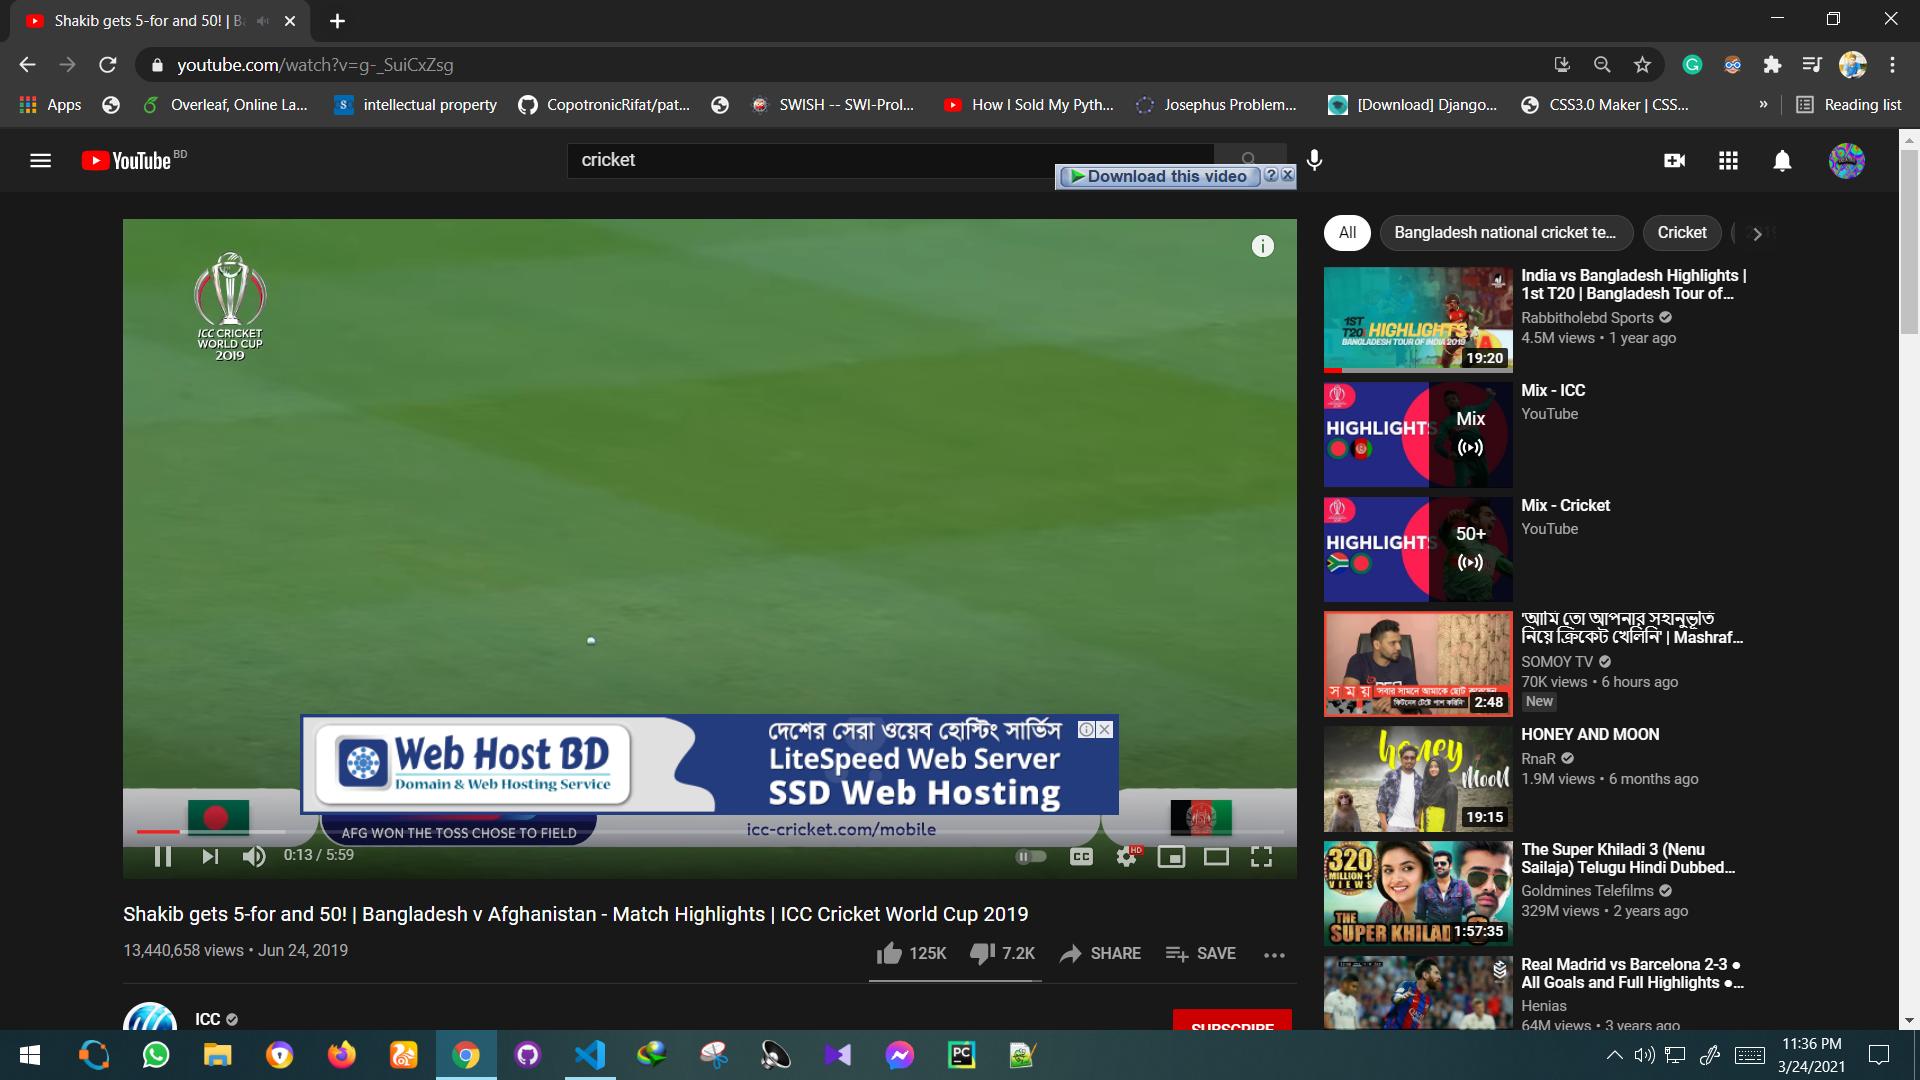 Shakib gets 5-for and 50! | B
youtube.com/watch?v=g-_SuiCxZsg
Apps
Overleaf, Online La...
intellectual property
CopotronicRifat/pat...
SWISH -- SWI-Prol...
How I Sold My Pyth...
Josephus Problem...
[Download] Django...
CSS3.0 Maker | CSS...
»
Reading list
YouTube BD
cricket
Download this video
ICC CRICKET
WORLD CUP
2019
Web Host BD
Domain & Web Hosting Service
দেশের সেরা ওয়েব হোস্টিং সার্ভিস
LiteSpeed Web Server
SSD Web Hosting
AFG WON THE TOSS CHOSE TO FIELD
icc-cricket.com/mobile
0:13 / 5:59
CC
HD
Shakib gets 5-for and 50! | Bangladesh v Afghanistan - Match Highlights | ICC Cricket World Cup 2019
13,440,658 views • Jun 24, 2019
125K
7.2K
SHARE
SAVE
ICC
SUBSCRIBE
All
Bangladesh national cricket te...
Cricket
1ST
T20 HIGHLIGHTS
BANGLADESH TOUR OF INDIA 2019
19:20
India vs Bangladesh Highlights |
1st T20 | Bangladesh Tour of...
Rabbitholebd Sports
4.5M views • 1 year ago
HIGHLIGHTS
Mix
Mix - ICC
YouTube
HIGHLIGHTS
50+
Mix - Cricket
YouTube
সময়
2:48
'আমি তো আপনার সহানুভূতি
নিয়ে ক্রিকেট খেলিনি' | Mashraf...
SOMOY TV
70K views • 6 hours ago
New
honey
Moon
19:15
HONEY AND MOON
RnaR
1.9M views • 6 months ago
320
MILLION+
VIEWS
THE
SUPER KHILADI
1:57:35
The Super Khiladi 3 (Nenu
Sailaja) Telugu Hindi Dubbed...
Goldmines Telefilms
329M views • 2 years ago
Real Madrid vs Barcelona 2-3 ●
All Goals and Full Highlights ●...
Henias
64M views • 3 years ago
PC
11:36 PM
3/24/2021